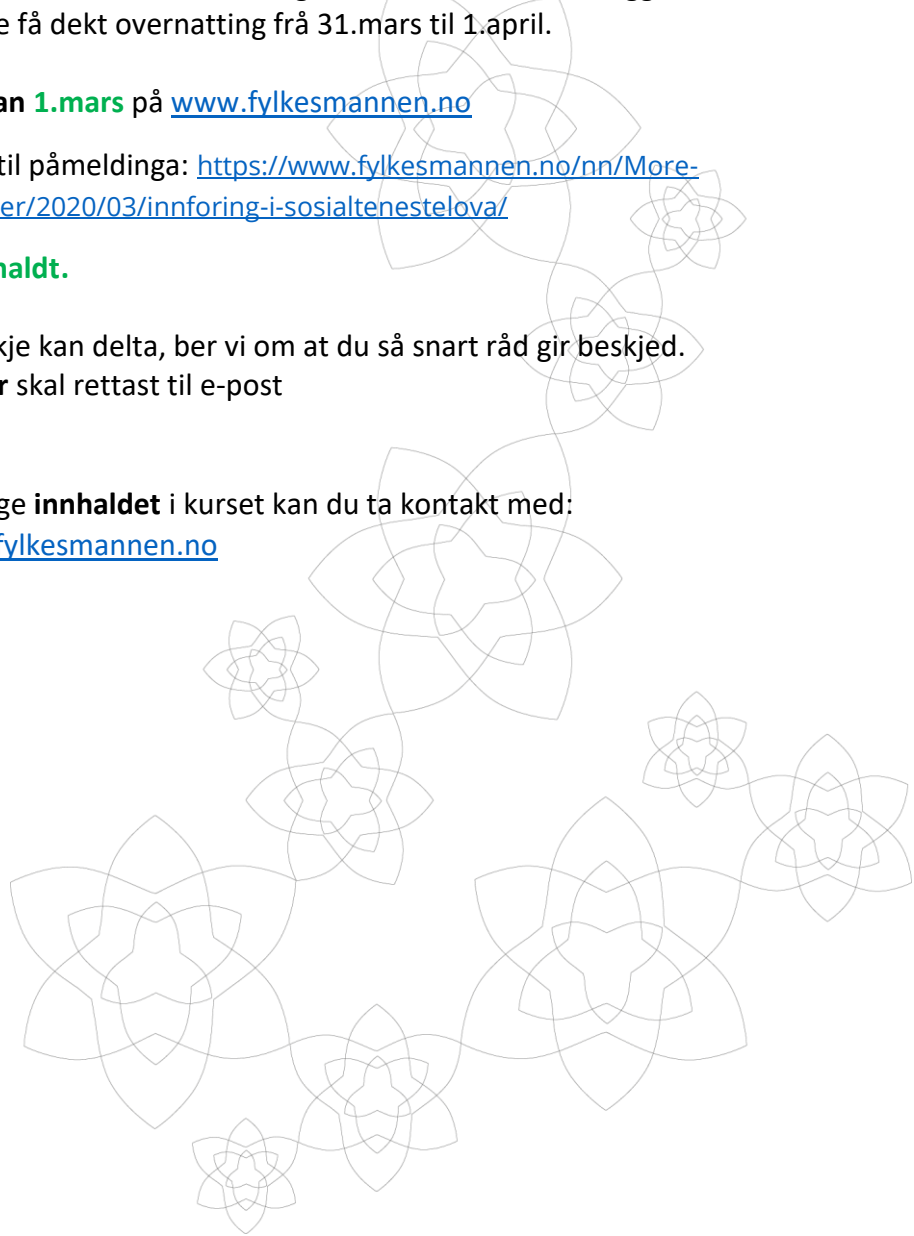 e få dekt overnatting frå 31.mars til 1.april.
an 1.mars på www.fylkesmannen.no
til påmeldinga: https://www.fylkesmannen.no/nn/More-
er/2020/03/innforing-i-sosialtenestelova/
naldt.
kje kan delta, ber vi om at du så snart råd gir beskjed.
r skal rettast til e-post
ge innhaldet i kurset kan du ta kontakt med:
fylkesmannen.no